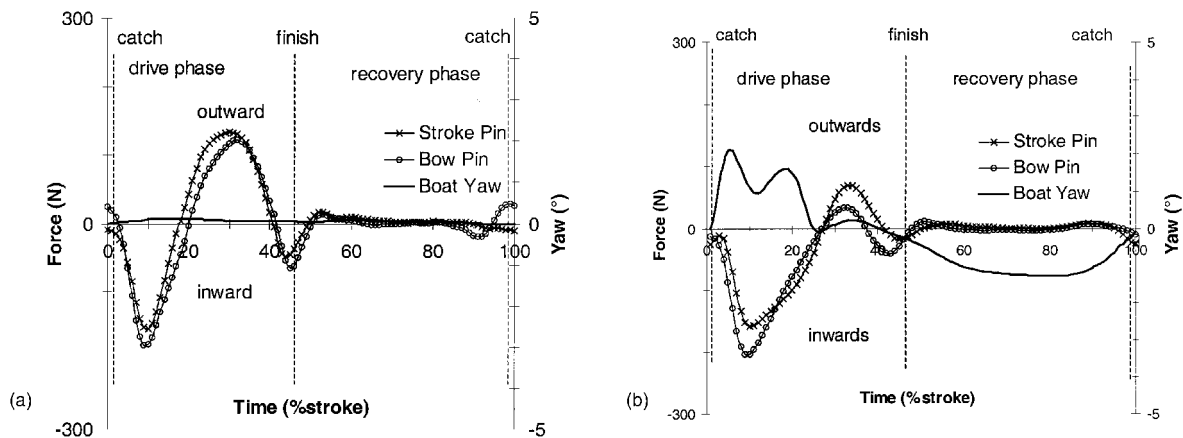 (a)
300
5
catch
finish
catch
drive phase
recovery phase
outward
Stroke Pin
Bow Pin
Boat Yaw
Force (N)
Yaw (°)
0
0
0 20 40 60 80 100
inward
Time (%stroke)
-300
-5
300
5
catch
finish
catch
drive phase
recovery phase
outwards
Stroke Pin
Bow Pin
Boat Yaw
Force (N)
Yaw (°)
0
0
0 20 40 60 80 100
inwards
(b)
Time (%stroke)
-300
-5